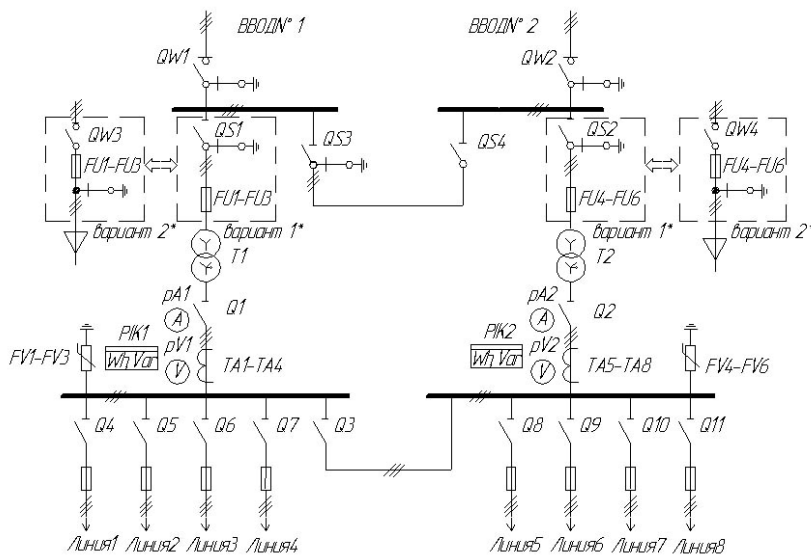 ВВОД№ 1
ВВОД№ 2
QW1
QW2
QW3
QS1
QS3
QS4
QS2
QW4
FU1-FU3
FU1-FU3
FU4-FU6
FU4-FU6
вариант 2*
вариант 1*
вариант 1*
вариант 2*
T1
T2
pA1
Q1
pA2
Q2
A
A
PIK1
pV1
PIK2
pV2
FV1-FV3
Wh Var
V
TA1-TA4
Wh Var
V
TA5-TA8
FV4-FV6
Q4
Q5
Q6
Q7
Q3
Q8
Q9
Q10
Q11
Линия1
Линия2
Линия3
Линия4
Линия5
Линия6
Линия7
Линия8